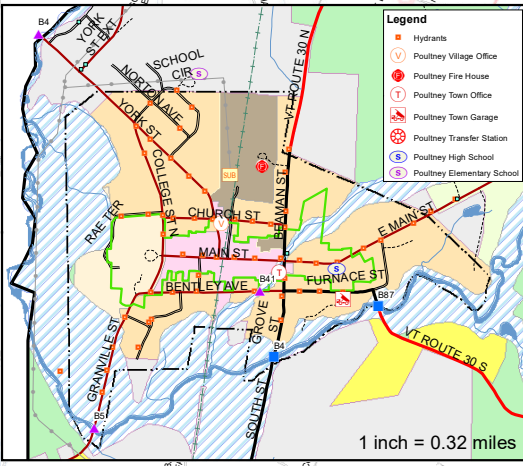 B4
YORK
ST EXT
SCHOOL
CIR
S
NORTON AVE
YORK ST
VT ROUTE 30 N
COLLEGE ST N
SUB
F
BEAMAN ST
RAE TER
CHURCH ST
V
E MAIN ST
MAIN ST
B41
T
S
FURNACE ST
BENTLEY AVE
B87
GRANVILLE ST
GROVE
ST
B4
VT ROUTE 30 S
SOUTH ST
B5
1 inch = 0.32 miles
Legend
Hydrants
V Poultney Village Office
F Poultney Fire House
T Poultney Town Office
Poultney Town Garage
Poultney Transfer Station
S Poultney High School
S Poultney Elementary School